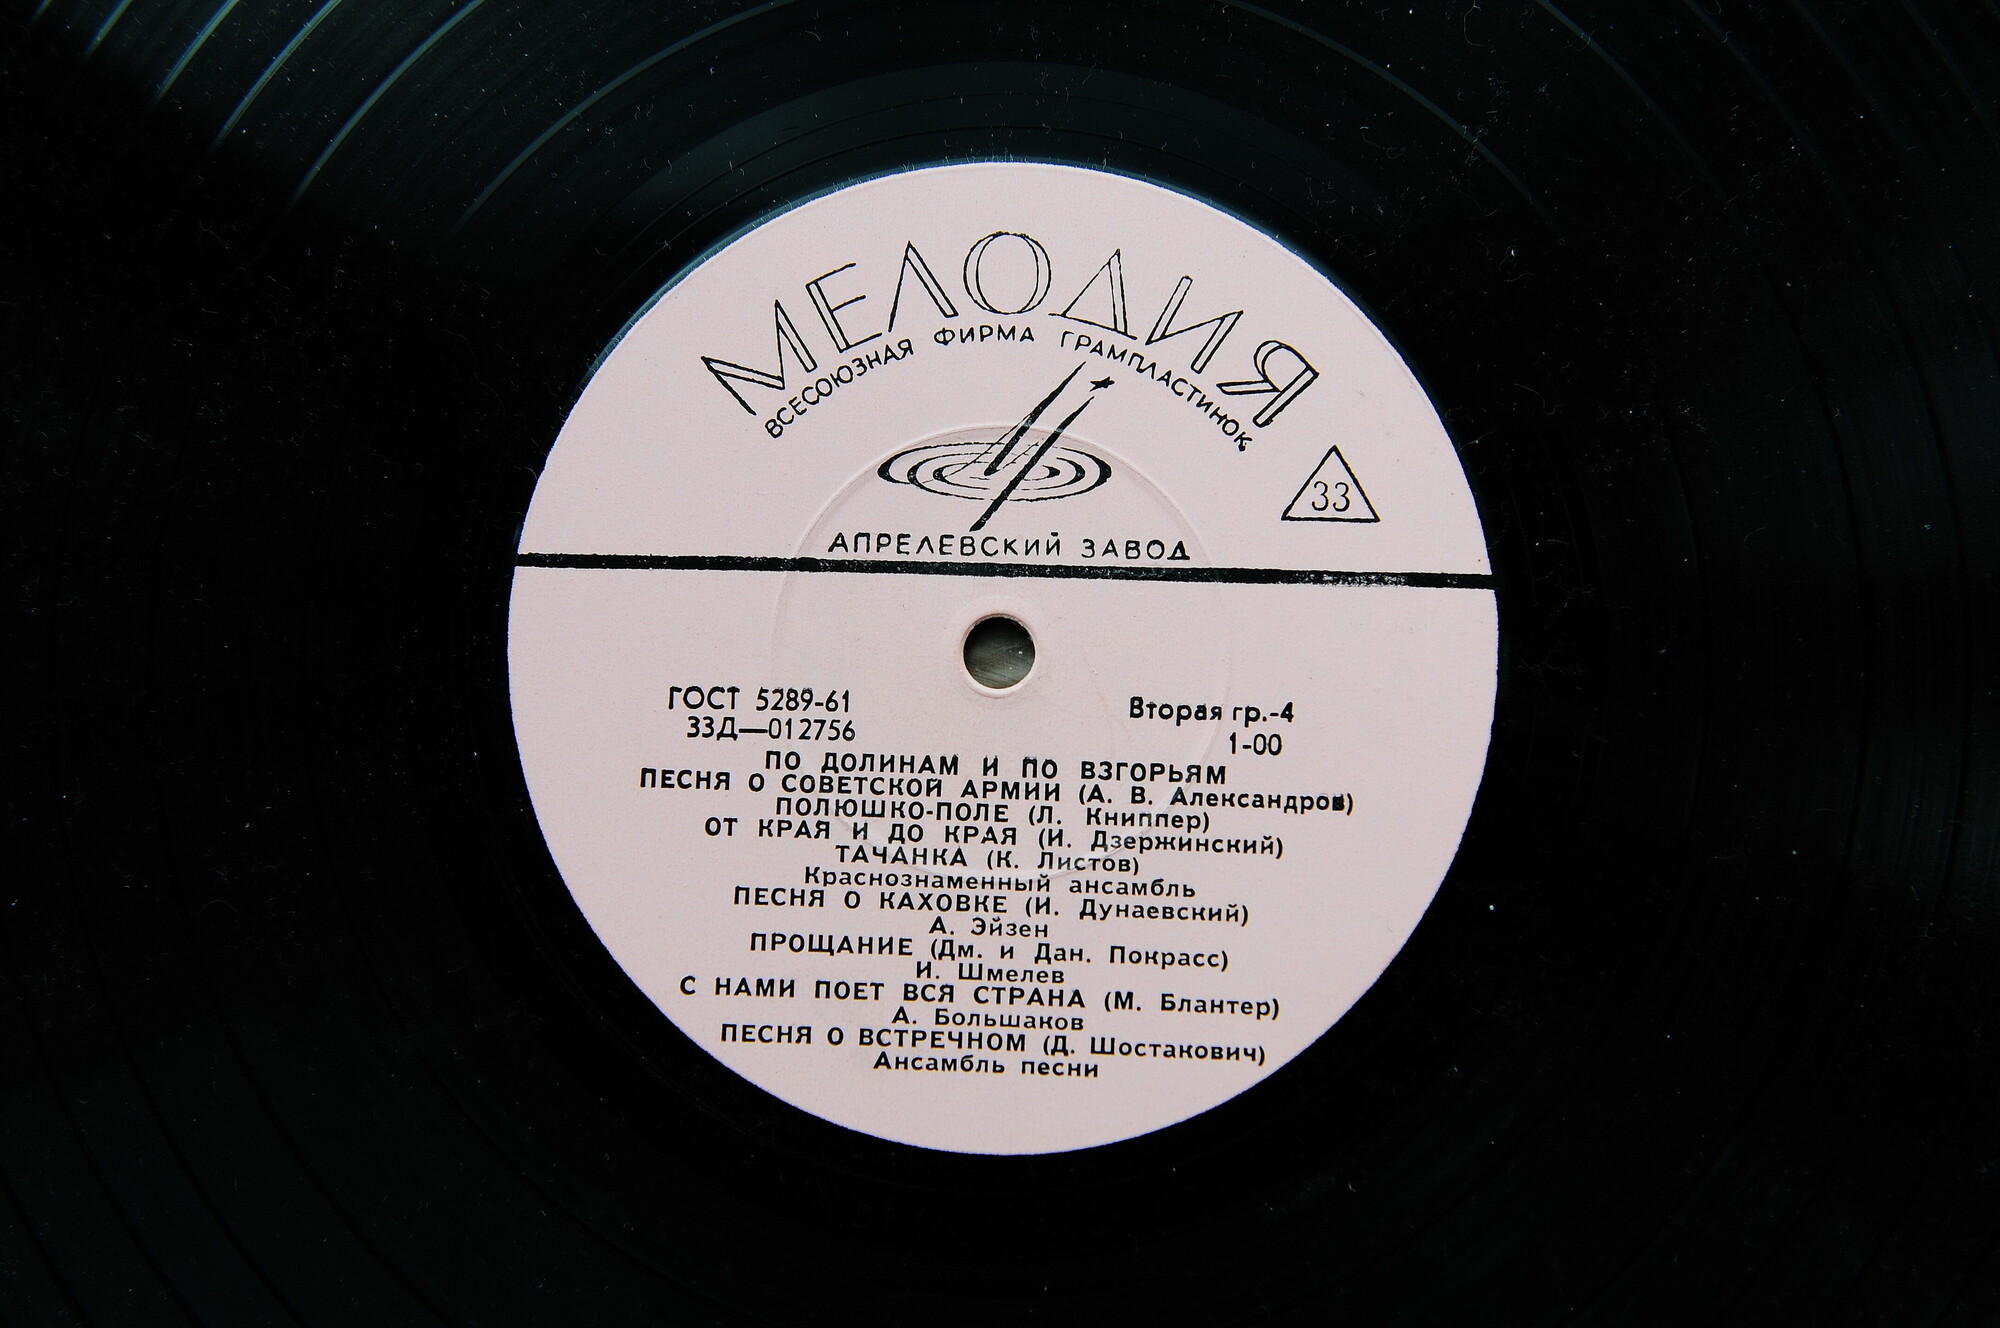 МЕЛОДИЯ
ВСЕСОЮЗНАЯ ФИРМА ГРАМПЛАСТИНОК
33
АПРЕЛЕВСКИЙ ЗАВОД
ГОСТ 5289-61
33Д—012756
Вторая гр.-4
1-00
ПО ДОЛИНАМ И ПО ВЗГОРЬЯМ
ПЕСНЯ О СОВЕТСКОЙ АРМИИ (А. В. Александров)
ПОЛЮШКО-ПОЛЕ (Л. Книппер)
ОТ КРАЯ И ДО КРАЯ (И. Дзержинский)
ТАЧАНКА (К. Листов)
Краснознаменный ансамбль
ПЕСНЯ О КАХОВКЕ (И. Дунаевский)
А. Эйзен
ПРОЩАНИЕ (Дм. и Дан. Покрасс)
И. Шмелев
С НАМИ ПОЕТ ВСЯ СТРАНА (М. Блантер)
А. Большаков
ПЕСНЯ О ВСТРЕЧНОМ (Д. Шостакович)
Ансамбль песни